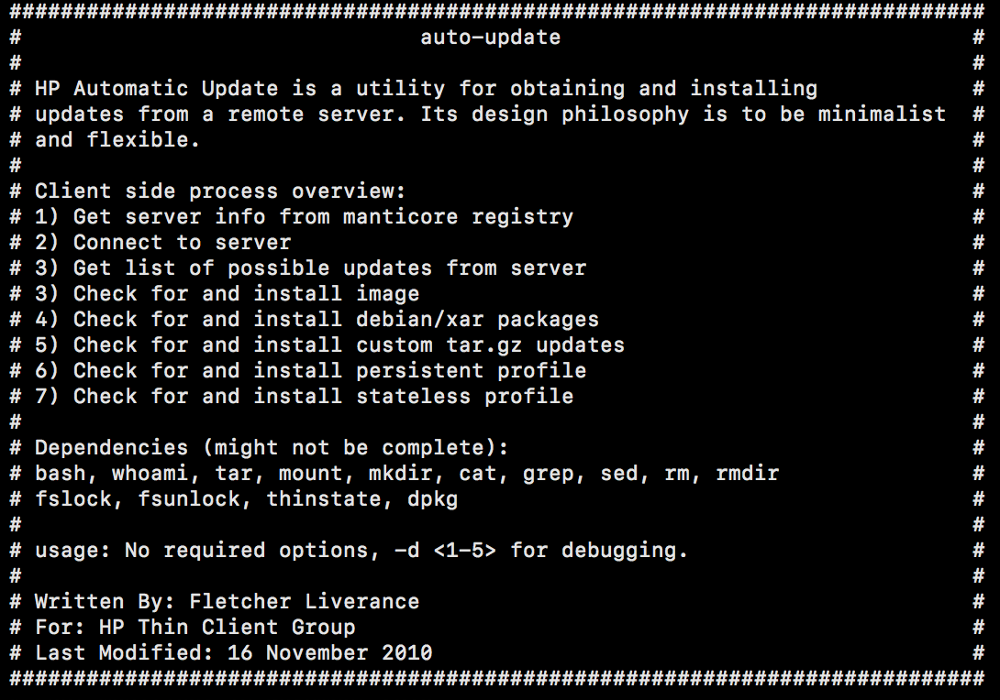 ############################################################################
#                               auto-update                                #
#                                                                          #
# HP Automatic Update is a utility for obtaining and installing            #
# updates from a remote server. Its design philosophy is to be minimalist  #
# and flexible.                                                            #
#                                                                          #
# Client side process overview:                                            #
# 1) Get server info from manticore registry                               #
# 2) Connect to server                                                     #
# 3) Get list of possible updates from server                              #
# 3) Check for and install image                                           #
# 4) Check for and install debian/xar packages                             #
# 5) Check for and install custom tar.gz updates                           #
# 6) Check for and install persistent profile                              #
# 7) Check for and install stateless profile                               #
#                                                                          #
# Dependencies (might not be complete):                                    #
# bash, whoami, tar, mount, mkdir, cat, grep, sed, rm, rmdir               #
# fslock, fsunlock, thinstate, dpkg                                        #
#                                                                          #
# usage: No required options, -d <1-5> for debugging.                      #
#                                                                          #
# Written By: Fletcher Liverance                                           #
# For: HP Thin Client Group                                                #
# Last Modified: 16 November 2010                                          #
############################################################################